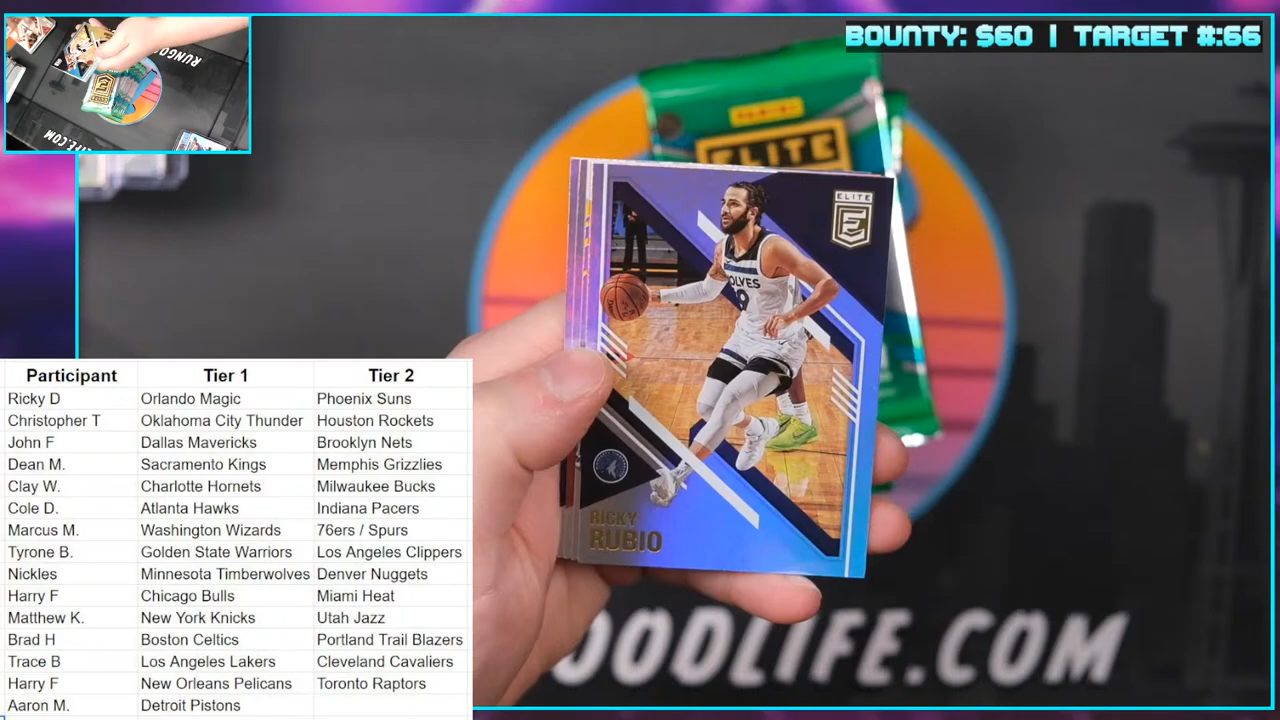 BOUNTY: $60 | TARGET #:66
RUNGOOD
E
LIFE.COM
PANINI
ELITE
ELITE
E
WOLVES
RICKY
RUBIO
OODLIFE.COM
Participant Tier 1 Tier 2
Ricky D Orlando Magic Phoenix Suns
Christopher T Oklahoma City Thunder Houston Rockets
John F Dallas Mavericks Brooklyn Nets
Dean M. Sacramento Kings Memphis Grizzlies
Clay W. Charlotte Hornets Milwaukee Bucks
Cole D. Atlanta Hawks Indiana Pacers
Marcus M. Washington Wizards 76ers / Spurs
Tyrone B. Golden State Warriors Los Angeles Clippers
Nickles Minnesota Timberwolves Denver Nuggets
Harry F Chicago Bulls Miami Heat
Matthew K. New York Knicks Utah Jazz
Brad H Boston Celtics Portland Trail Blazers
Trace B Los Angeles Lakers Cleveland Cavaliers
Harry F New Orleans Pelicans Toronto Raptors
Aaron M. Detroit Pistons